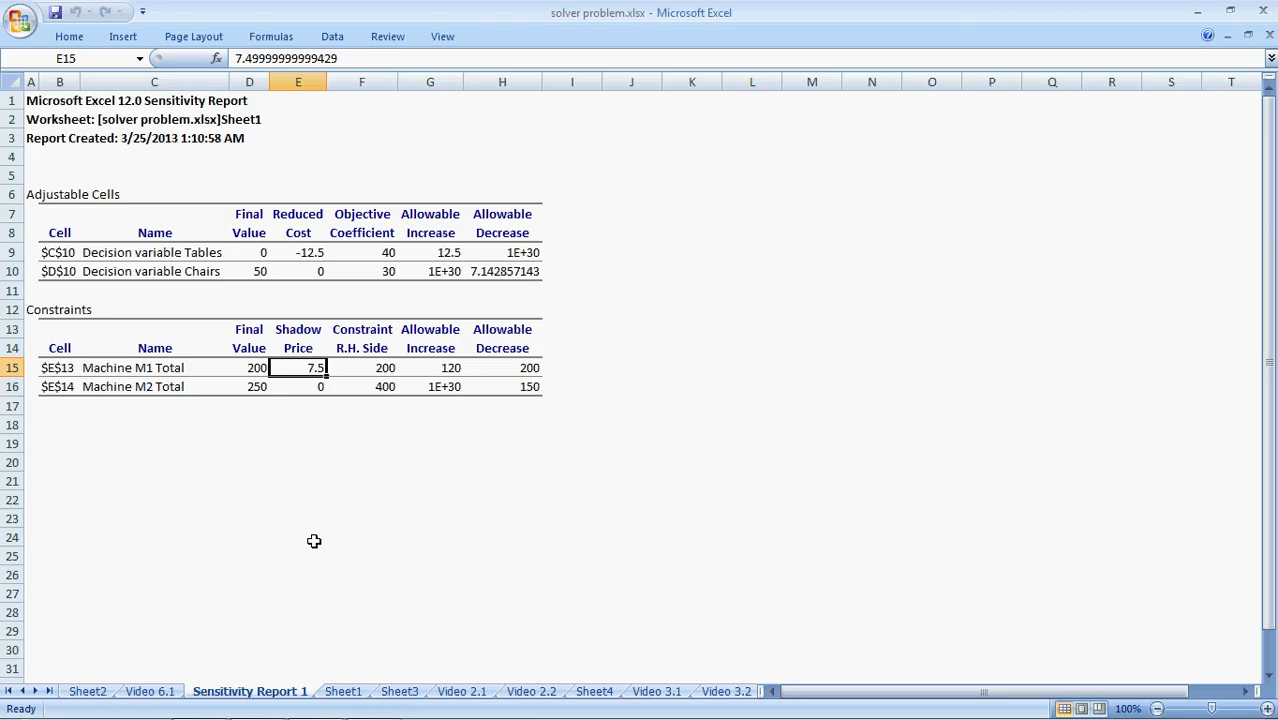 solver problem.xlsx - Microsoft Excel
Home Insert Page Layout Formulas Data Review View
E15 fx 7.49999999999429
A B C D E F G H I J K L M N O P Q R S T
1 Microsoft Excel 12.0 Sensitivity Report
2 Worksheet: [solver problem.xlsx]Sheet1
3 Report Created: 3/25/2013 1:10:58 AM
4
5
6 Adjustable Cells
7 Final Reduced Objective Allowable Allowable
8 Cell Name Value Cost Coefficient Increase Decrease
9 $C$10 Decision variable Tables 0 -12.5 40 12.5 1E+30
10 $D$10 Decision variable Chairs 50 0 30 1E+30 7.142857143
11
12 Constraints
13 Final Shadow Constraint Allowable Allowable
14 Cell Name Value Price R.H. Side Increase Decrease
15 $E$13 Machine M1 Total 200 7.5 200 120 200
16 $E$14 Machine M2 Total 250 0 400 1E+30 150
17
18
19
20
21
22
23
24
25
26
27
28
29
30
31
Sheet2 Video 6.1 Sensitivity Report 1 Sheet1 Sheet3 Video 2.1 Video 2.2 Sheet4 Video 3.1 Video 3.2
Ready 100%